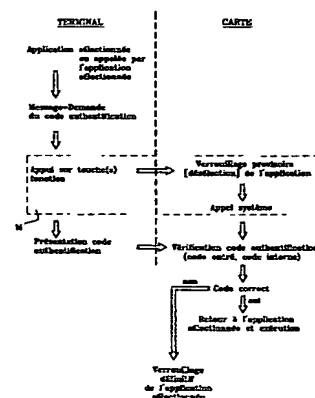 TERMINAL
CARTE
Application sélectionnée
ou appelée par
l'application
sélectionnée
Message-Demande
du code authentification
Appui sur touche(s)
fonction
Verrouillage provisoire
de l'application
Appel système
Présentation code
authentification
Vérification code authentification
(code entré, code interne)
non
Code correct
oui
Retour à l'application
sélectionnée et exécution
Verrouillage
définitif
de l'application
sélectionnée